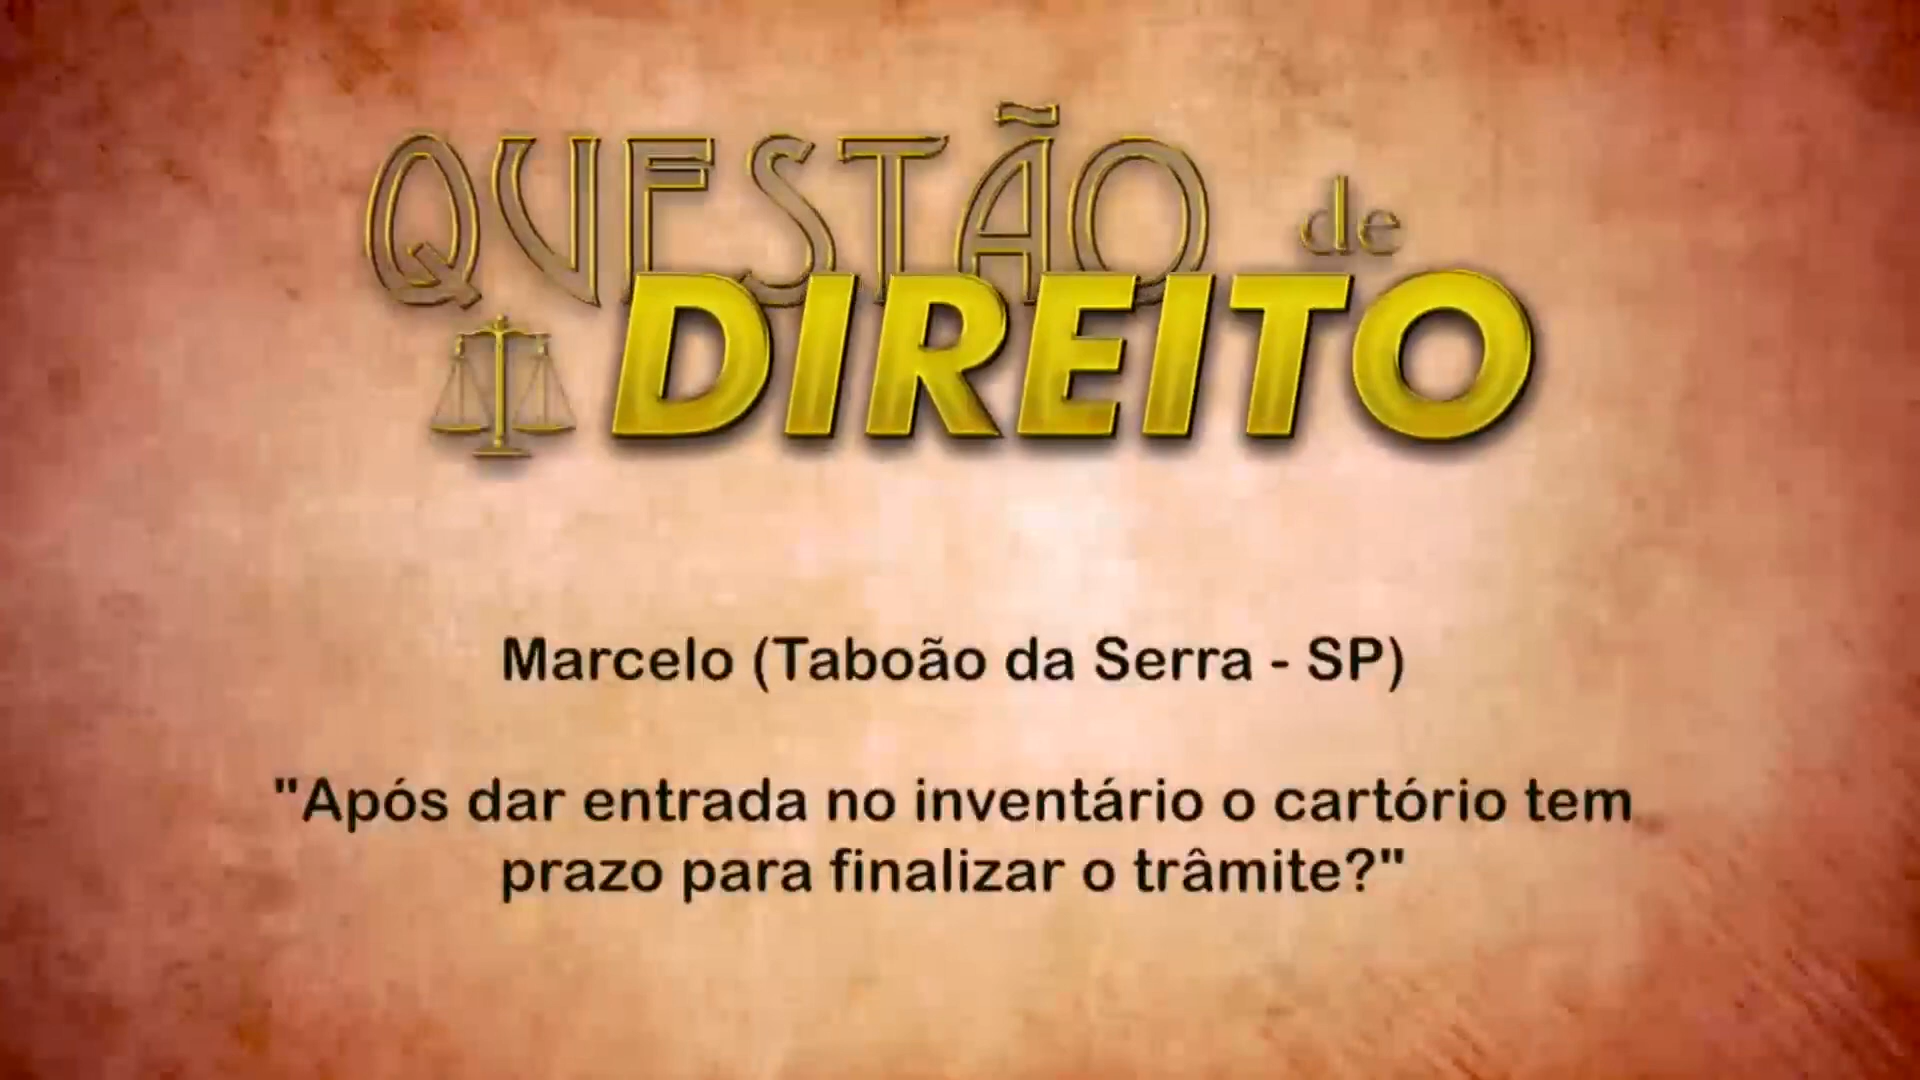 QUESTÃO de
DIREITO
Marcelo (Taboão da Serra - SP)
"Após dar entrada no inventário o cartório tem
prazo para finalizar o trâmite?"